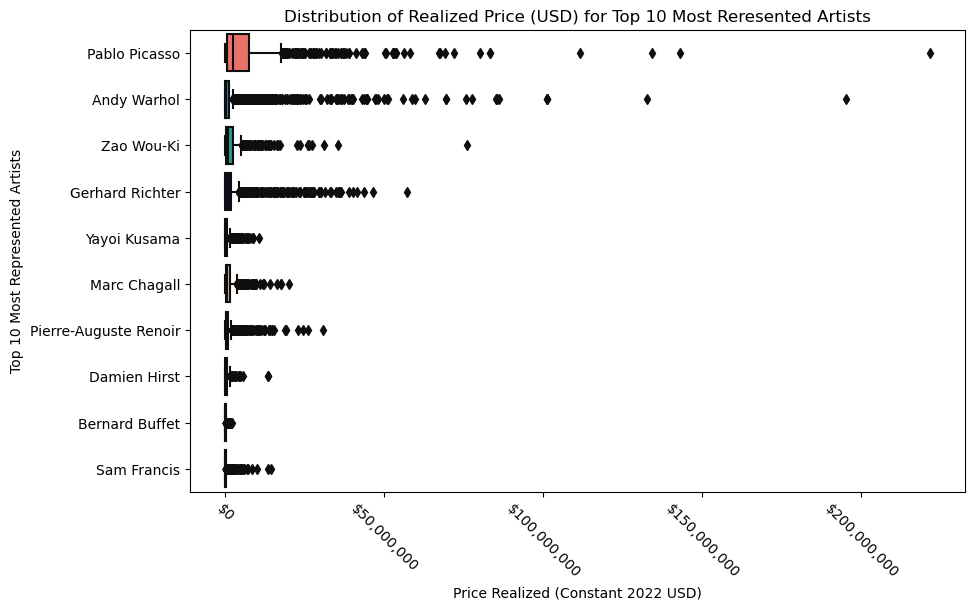 Distribution of Realized Price (USD) for Top 10 Most Reresented Artists
Top 10 Most Represented Artists
Pablo Picasso
Andy Warhol
Zao Wou-Ki
Gerhard Richter
Yayoi Kusama
Marc Chagall
Pierre-Auguste Renoir
Damien Hirst
Bernard Buffet
Sam Francis
$0
$50,000,000
$100,000,000
$150,000,000
$200,000,000
Price Realized (Constant 2022 USD)